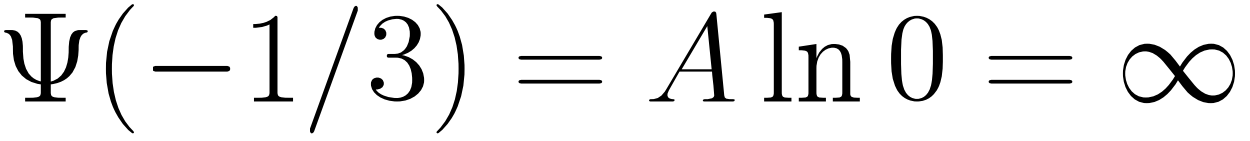 Ψ(−1/3) = A ln 0 = ∞